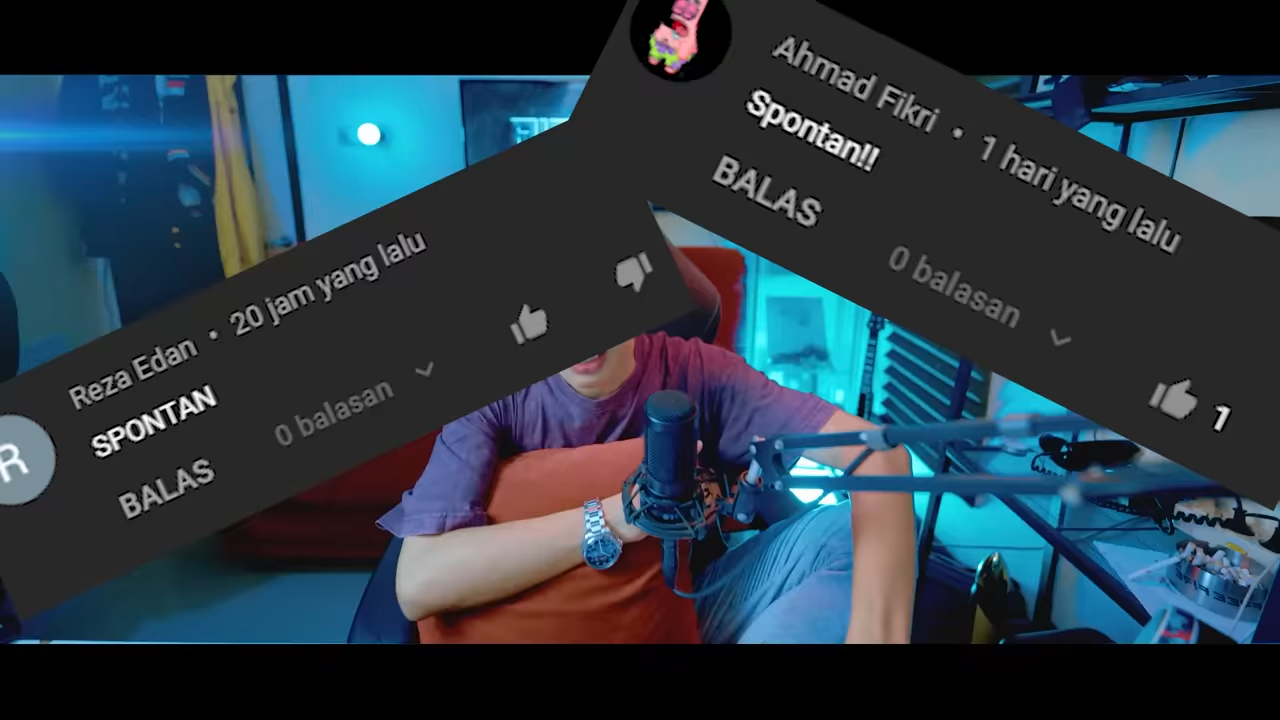 Ahmad Fikri • 1 hari yang lalu
Spontan!!
BALAS
0 balasan
1
Reza Edan • 20 jam yang lalu
SPONTAN
BALAS
0 balasan
R